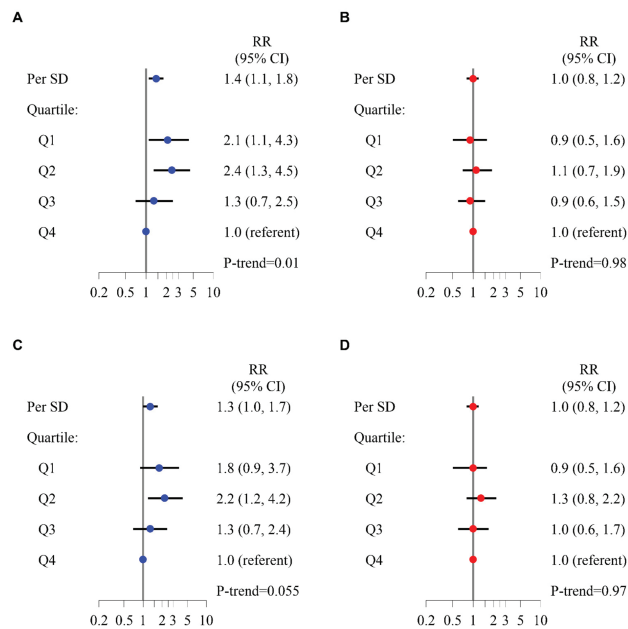 A
RR
(95% CI)
Per SD 1.4 (1.1, 1.8)
Quartile:
Q1 2.1 (1.1, 4.3)
Q2 2.4 (1.3, 4.5)
Q3 1.3 (0.7, 2.5)
Q4 1.0 (referent)
P-trend=0.01
0.2 0.5 1 2 3 10
B
RR
(95% CI)
Per SD 1.0 (0.8, 1.2)
Quartile:
Q1 0.9 (0.5, 1.6)
Q2 1.1 (0.7, 1.9)
Q3 0.9 (0.6, 1.5)
Q4 1.0 (referent)
P-trend=0.98
0.2 0.5 1 2 3 10
C
RR
(95% CI)
Per SD 1.3 (1.0, 1.7)
Quartile:
Q1 1.8 (0.9, 3.7)
Q2 2.2 (1.2, 4.2)
Q3 1.3 (0.7, 2.4)
Q4 1.0 (referent)
P-trend=0.055
0.2 0.5 1 2 3 10
D
RR
(95% CI)
Per SD 1.0 (0.8, 1.2)
Quartile:
Q1 0.9 (0.5, 1.6)
Q2 1.3 (0.8, 2.2)
Q3 1.0 (0.6, 1.7)
Q4 1.0 (referent)
P-trend=0.97
0.2 0.5 1 2 3 10